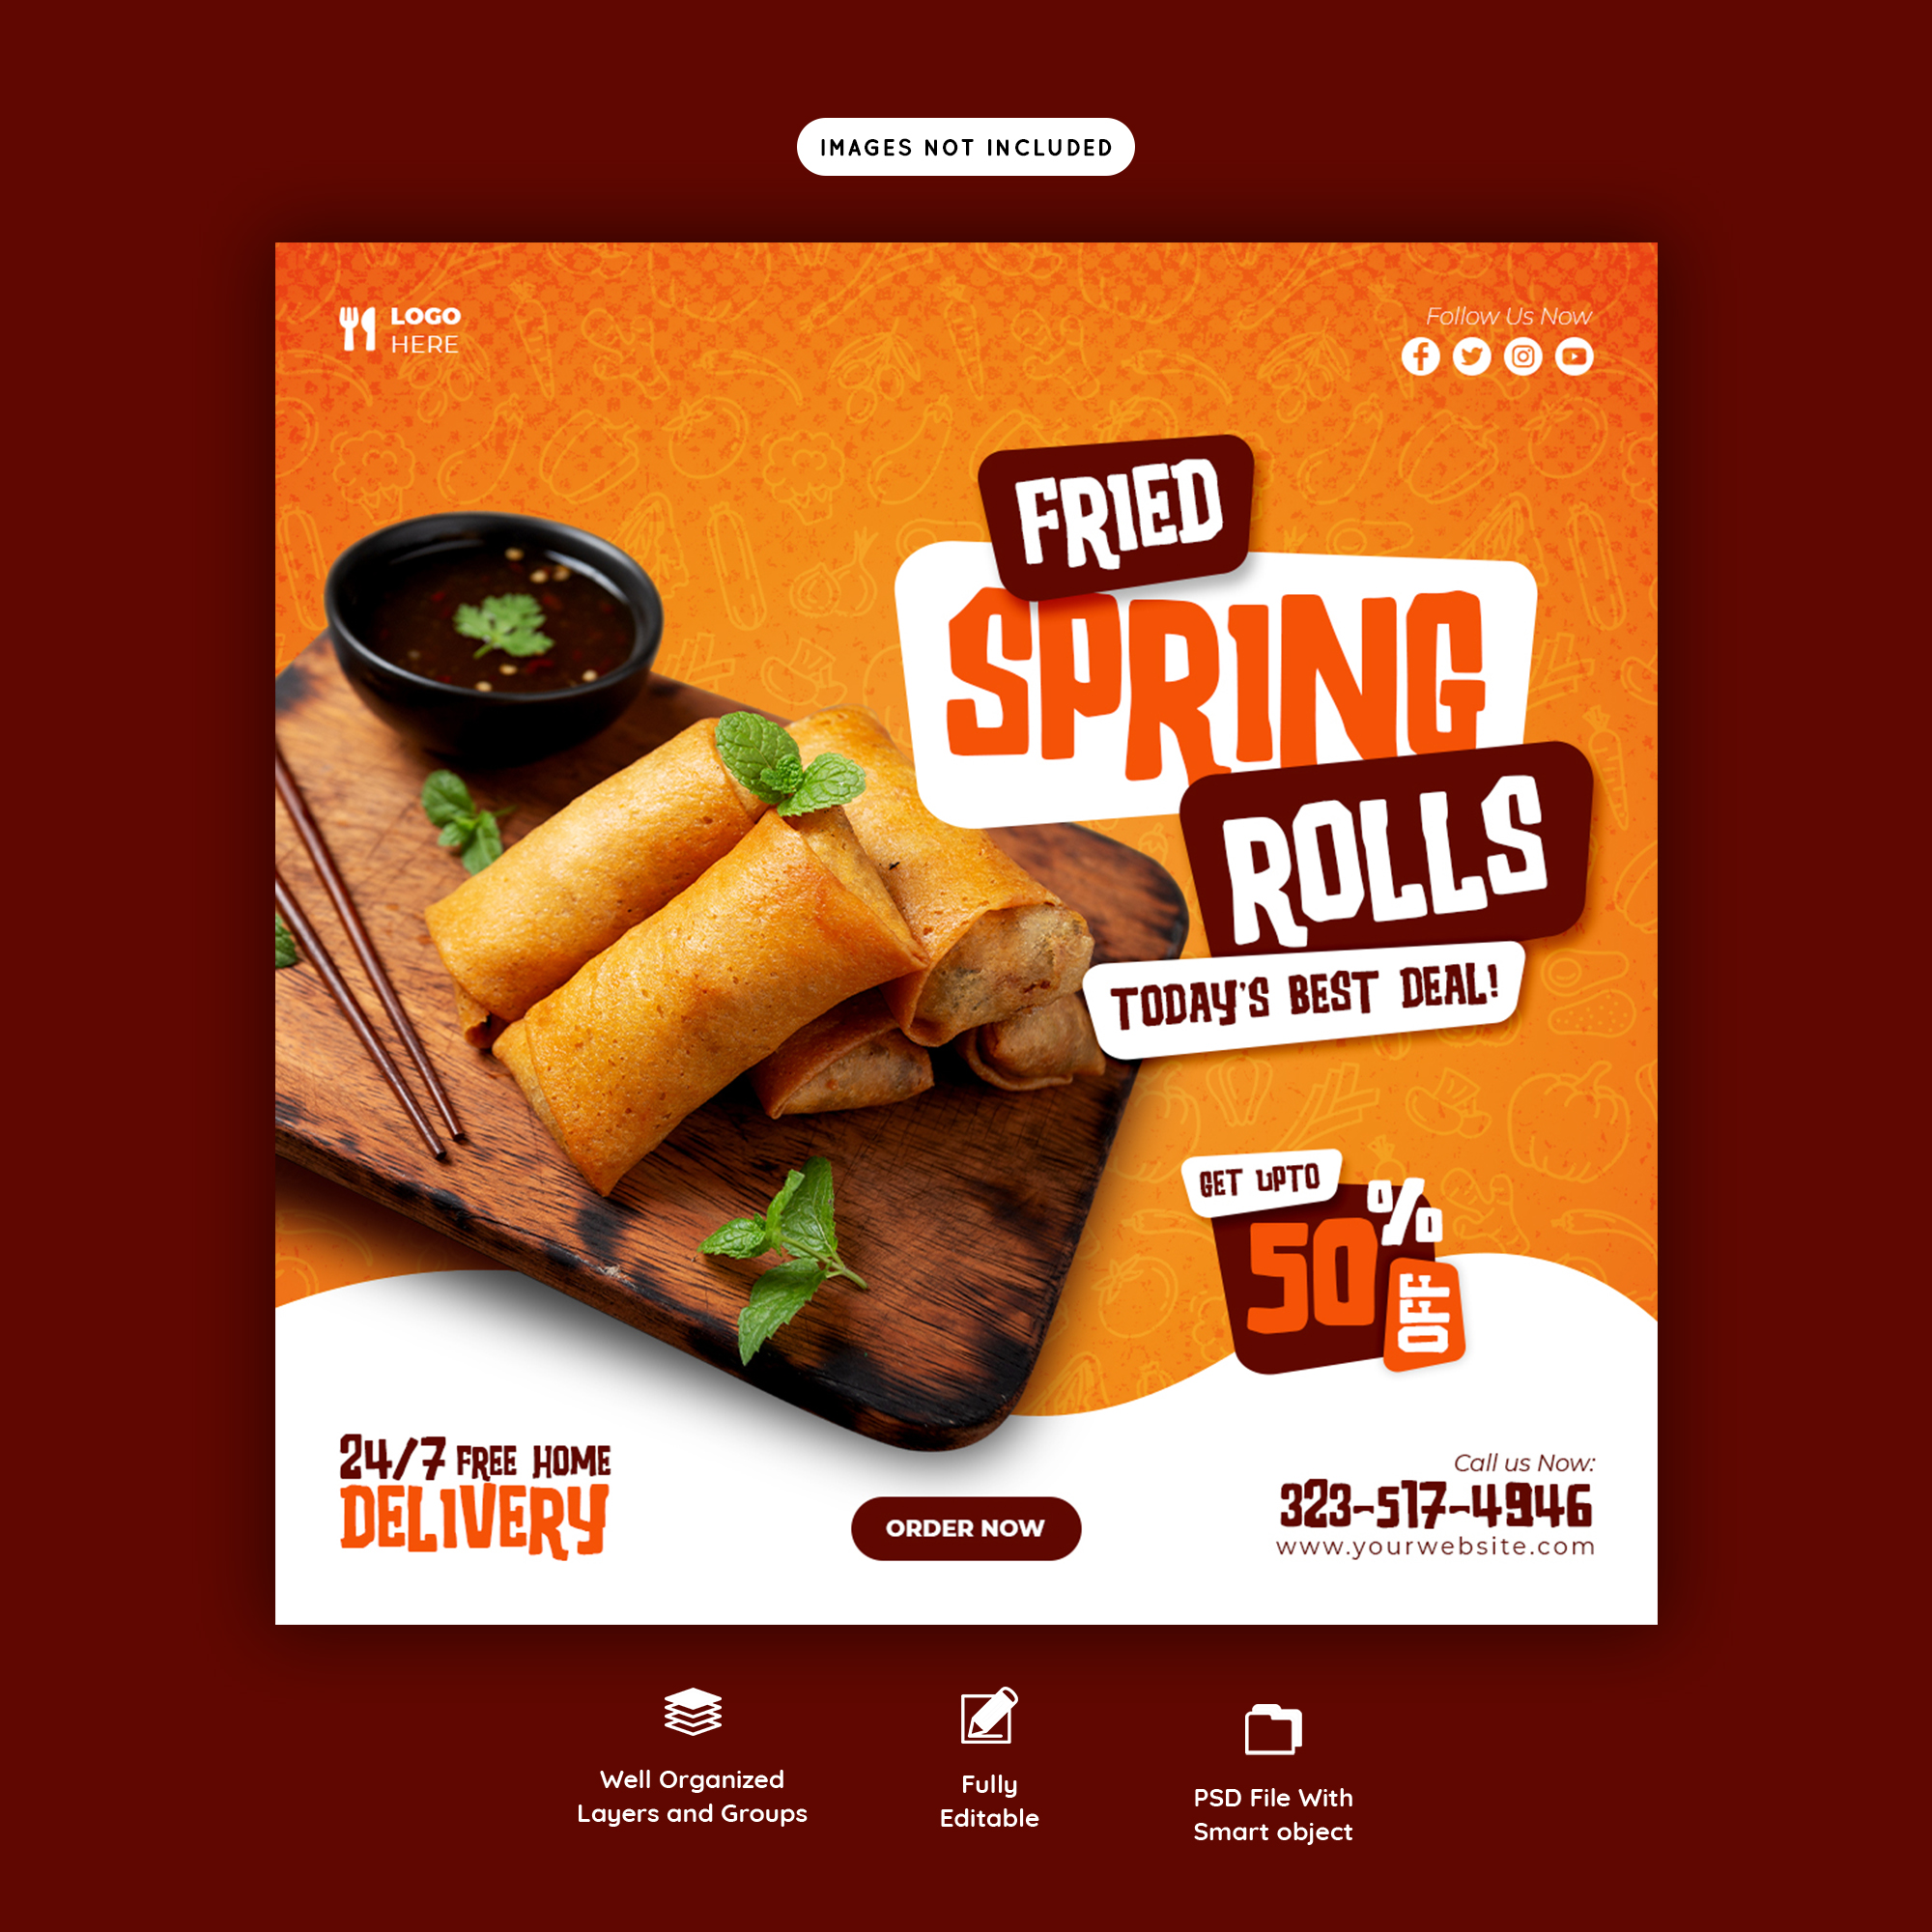 IMAGES NOT INCLUDED
LOGO
HERE
Follow Us Now
FRIED
SPRING
ROLLS
TODAY'S BEST DEAL!
GET UPTO
50%
OFF
24/7 FREE HOME
DELIVERY
ORDER NOW
Call us Now:
323-517-4946
www.yourwebsite.com
Well Organized
Layers and Groups
Fully
Editable
PSD File With
Smart object